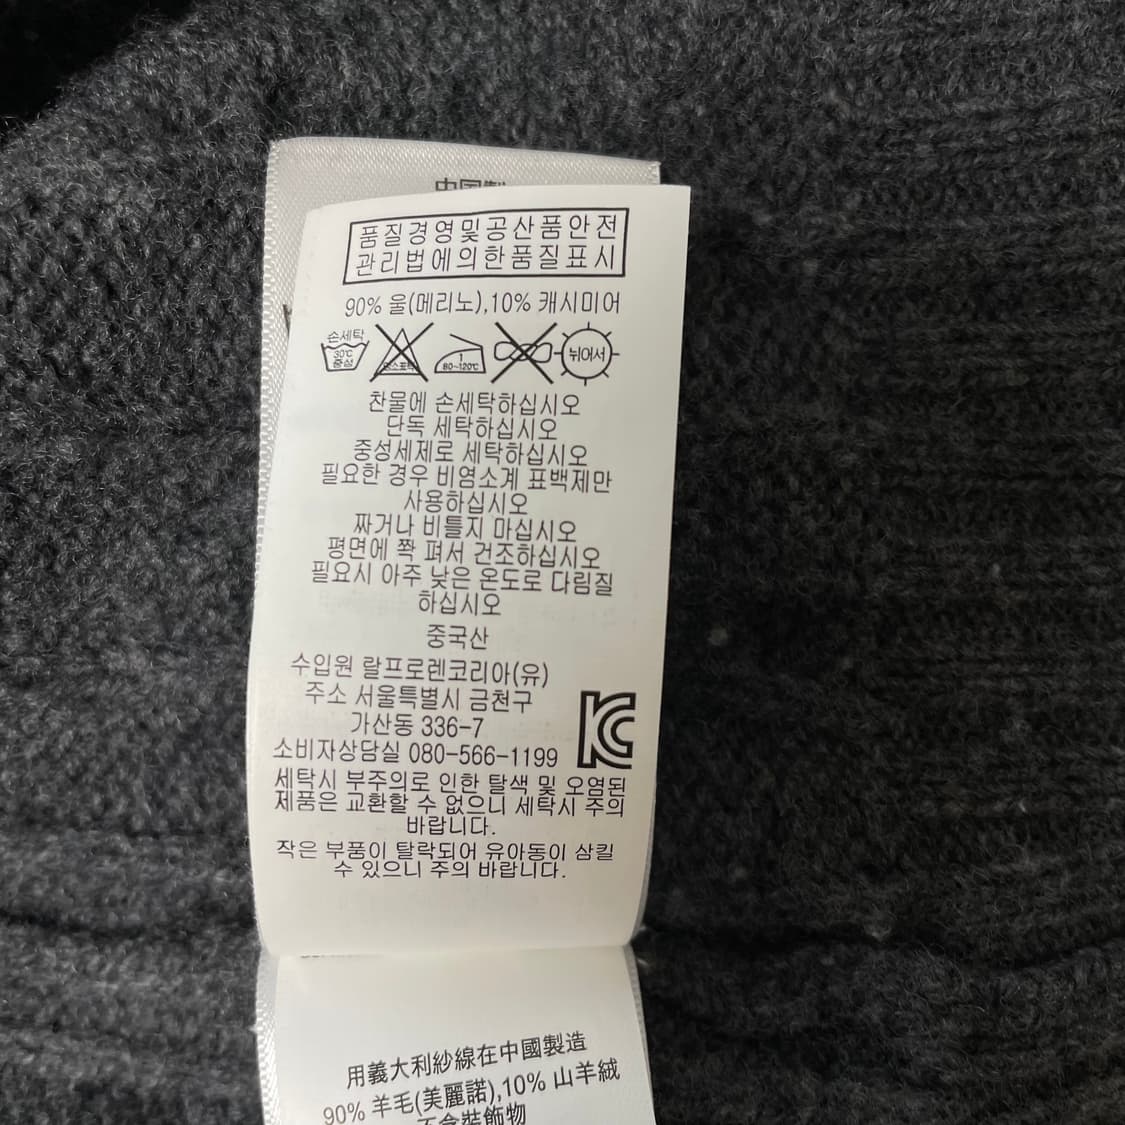 中国製
품질경영및공산품안전
관리법에의한품질표시
90% 울(메리노),10% 캐시미어
손세탁
30℃
중성
80~120℃
뉘어서
찬물에 손세탁하십시오
단독 세탁하십시오
중성세제로 세탁하십시오
필요한 경우 비염소계 표백제만
사용하십시오
짜거나 비틀지 마십시오
평면에 쫙 펴서 건조하십시오
필요시 아주 낮은 온도로 다림질
하십시오
중국산
수입원 랄프로렌코리아(유)
주소 서울특별시 금천구
가산동 336-7
소비자상담실 080-566-1199
세탁시 부주의로 인한 탈색 및 오염된
제품은 교환할 수 없으니 세탁시 주의
바랍니다.
작은 부품이 탈락되어 유아동이 삼킬
수 있으니 주의 바랍니다.
用義大利紗線在中國製造
90% 羊毛(美麗諾),10% 山羊絨
不含裝飾物